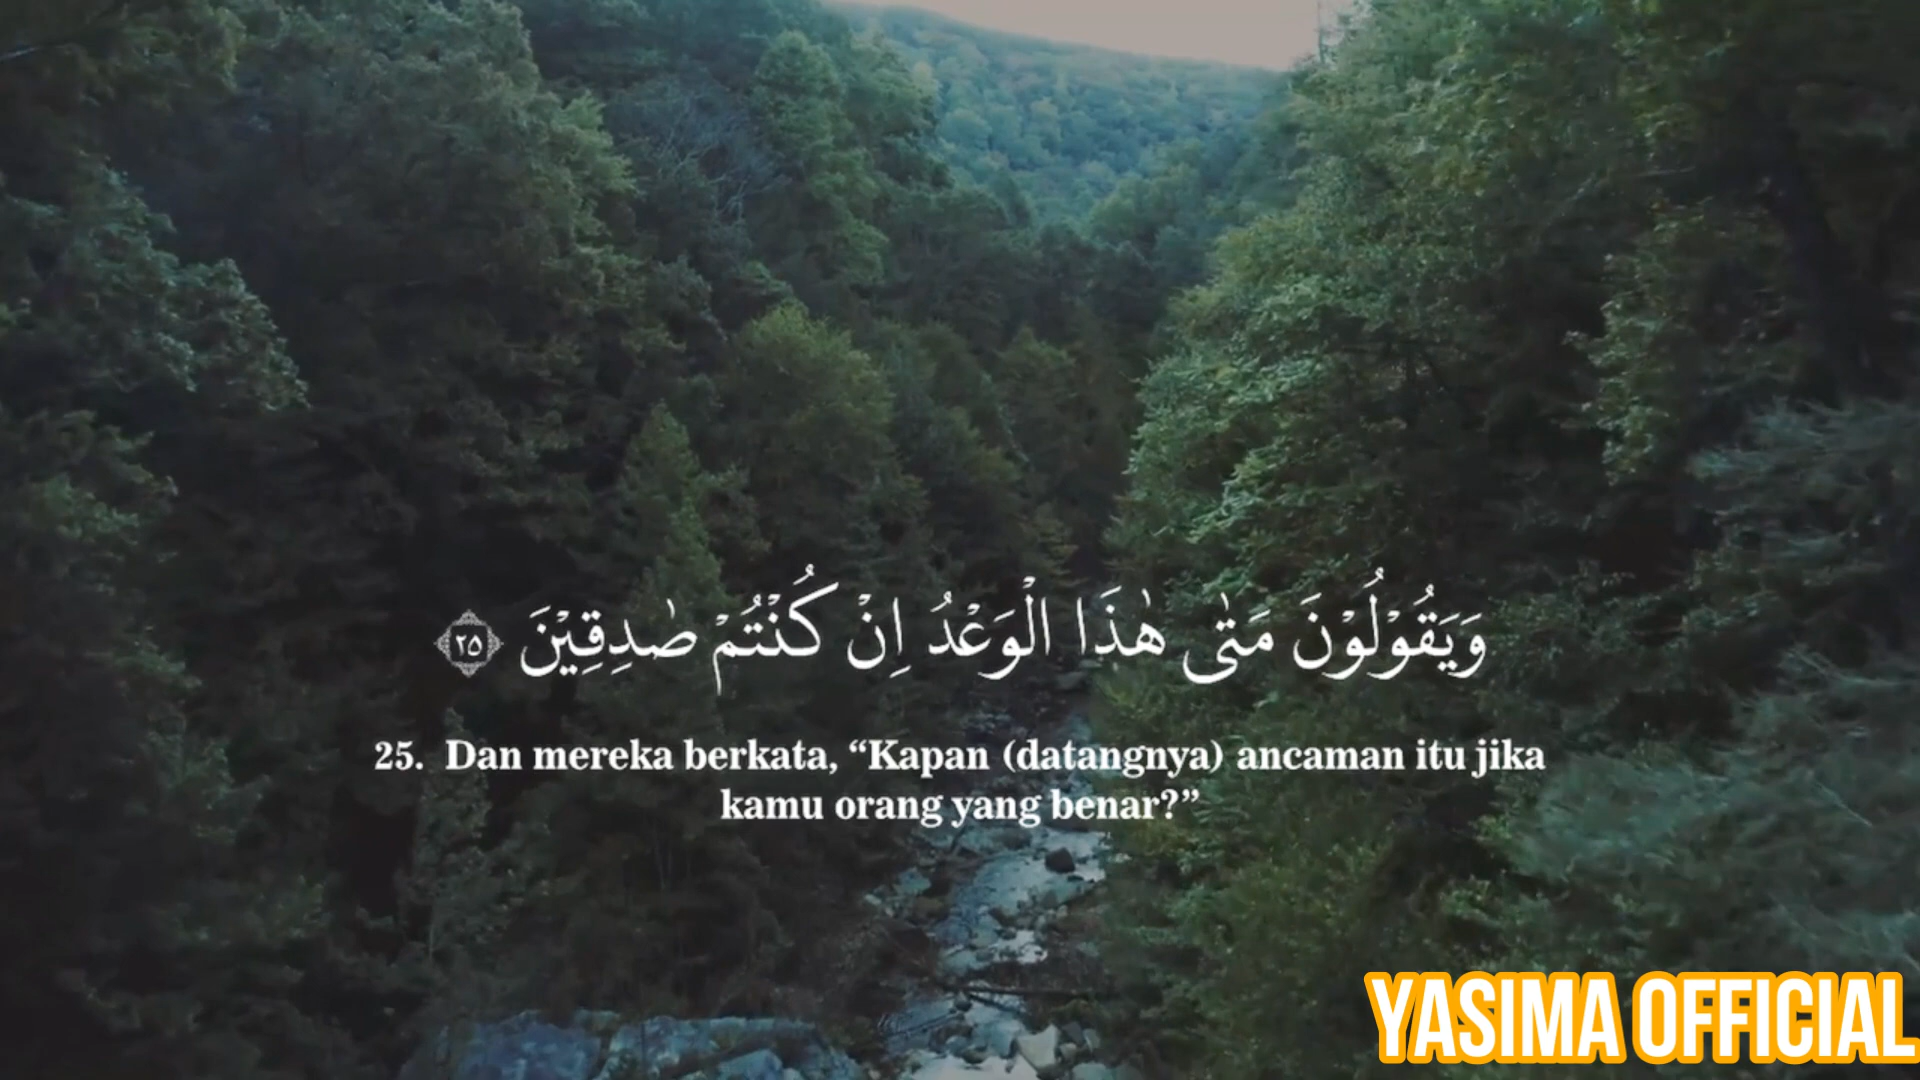 وَيَقُوْلُوْنَ مَتٰى هٰذَا الْوَعْدُ اِنْ كُنْتُمْ صٰدِقِيْنَ ٢٥
25. Dan mereka berkata, “Kapan (datangnya) ancaman itu jika
kamu orang yang benar?”
YASIMA OFFICIAL